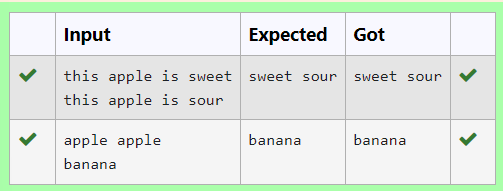 Input Expected Got
this apple is sweet sweet sour sweet sour
this apple is sour
apple apple banana banana
banana